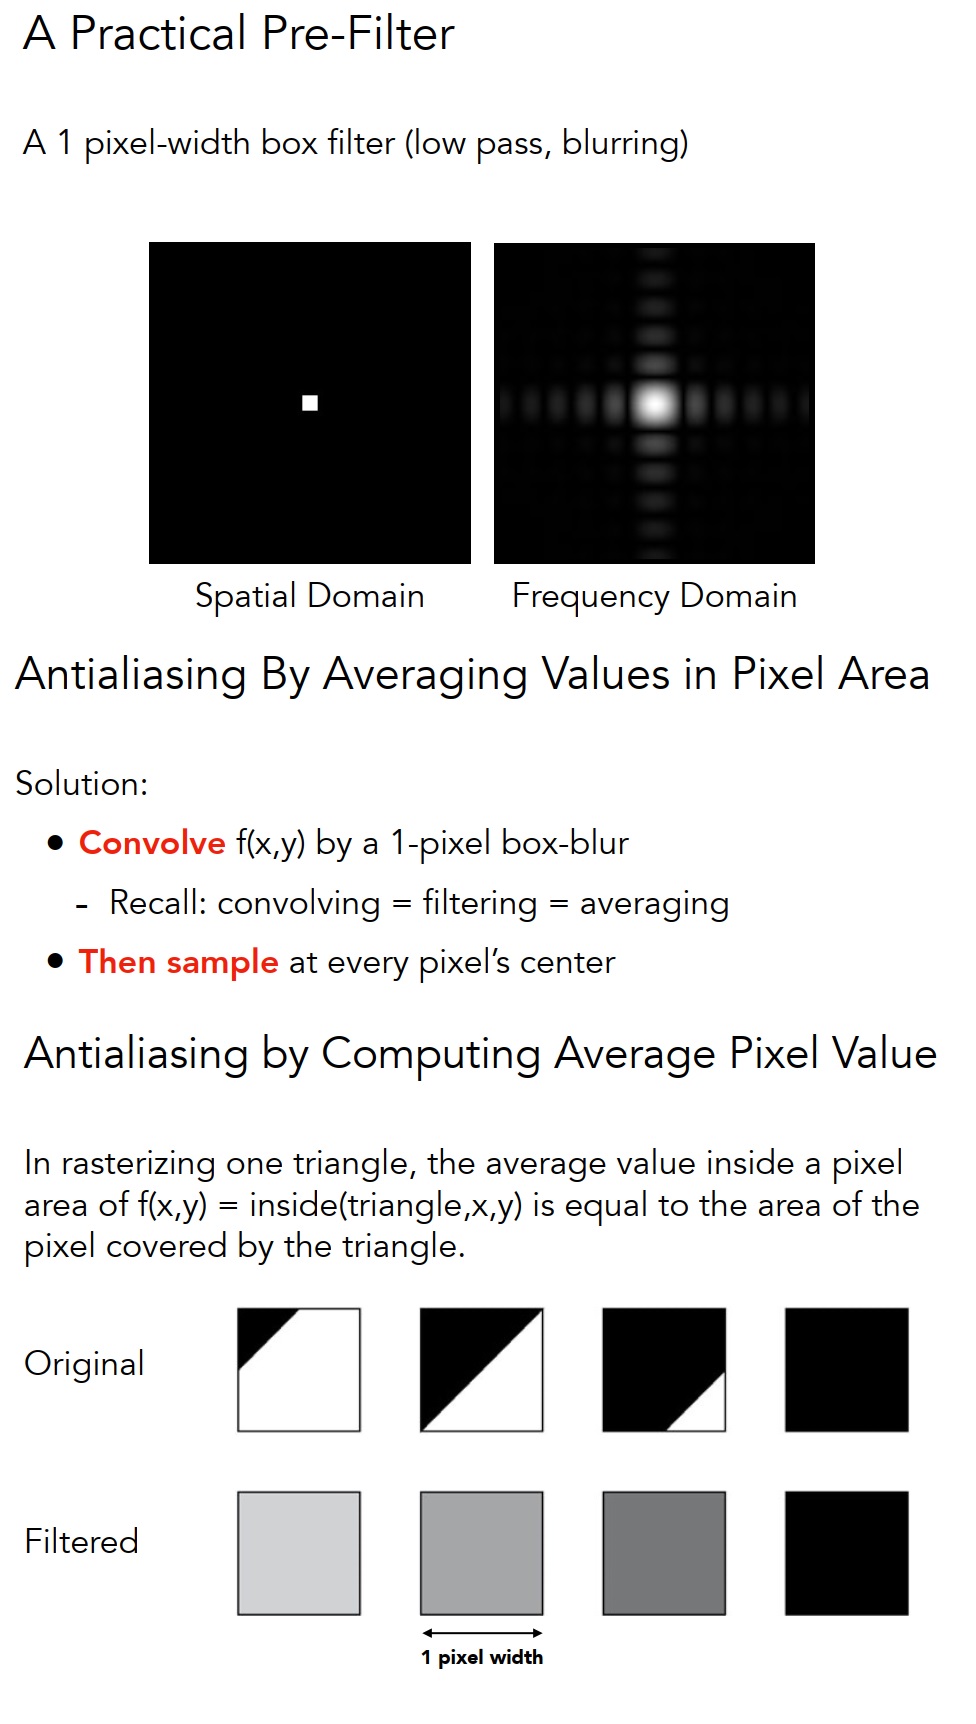 A Practical Pre-Filter
A 1 pixel-width box filter (low pass, blurring)
Spatial Domain
Frequency Domain
Antialiasing By Averaging Values in Pixel Area
Solution:
• Convolve f(x,y) by a 1-pixel box-blur
- Recall: convolving = filtering = averaging
• Then sample at every pixel’s center
Antialiasing by Computing Average Pixel Value
In rasterizing one triangle, the average value inside a pixel
area of f(x,y) = inside(triangle,x,y) is equal to the area of the
pixel covered by the triangle.
Original
Filtered
1 pixel width